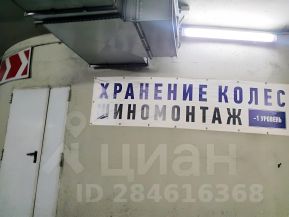 ХРАНЕНИЕ КОЛЕС
ШИНОМОНТАЖ
-1 УРОВЕНЬ
циан
ID 284616368